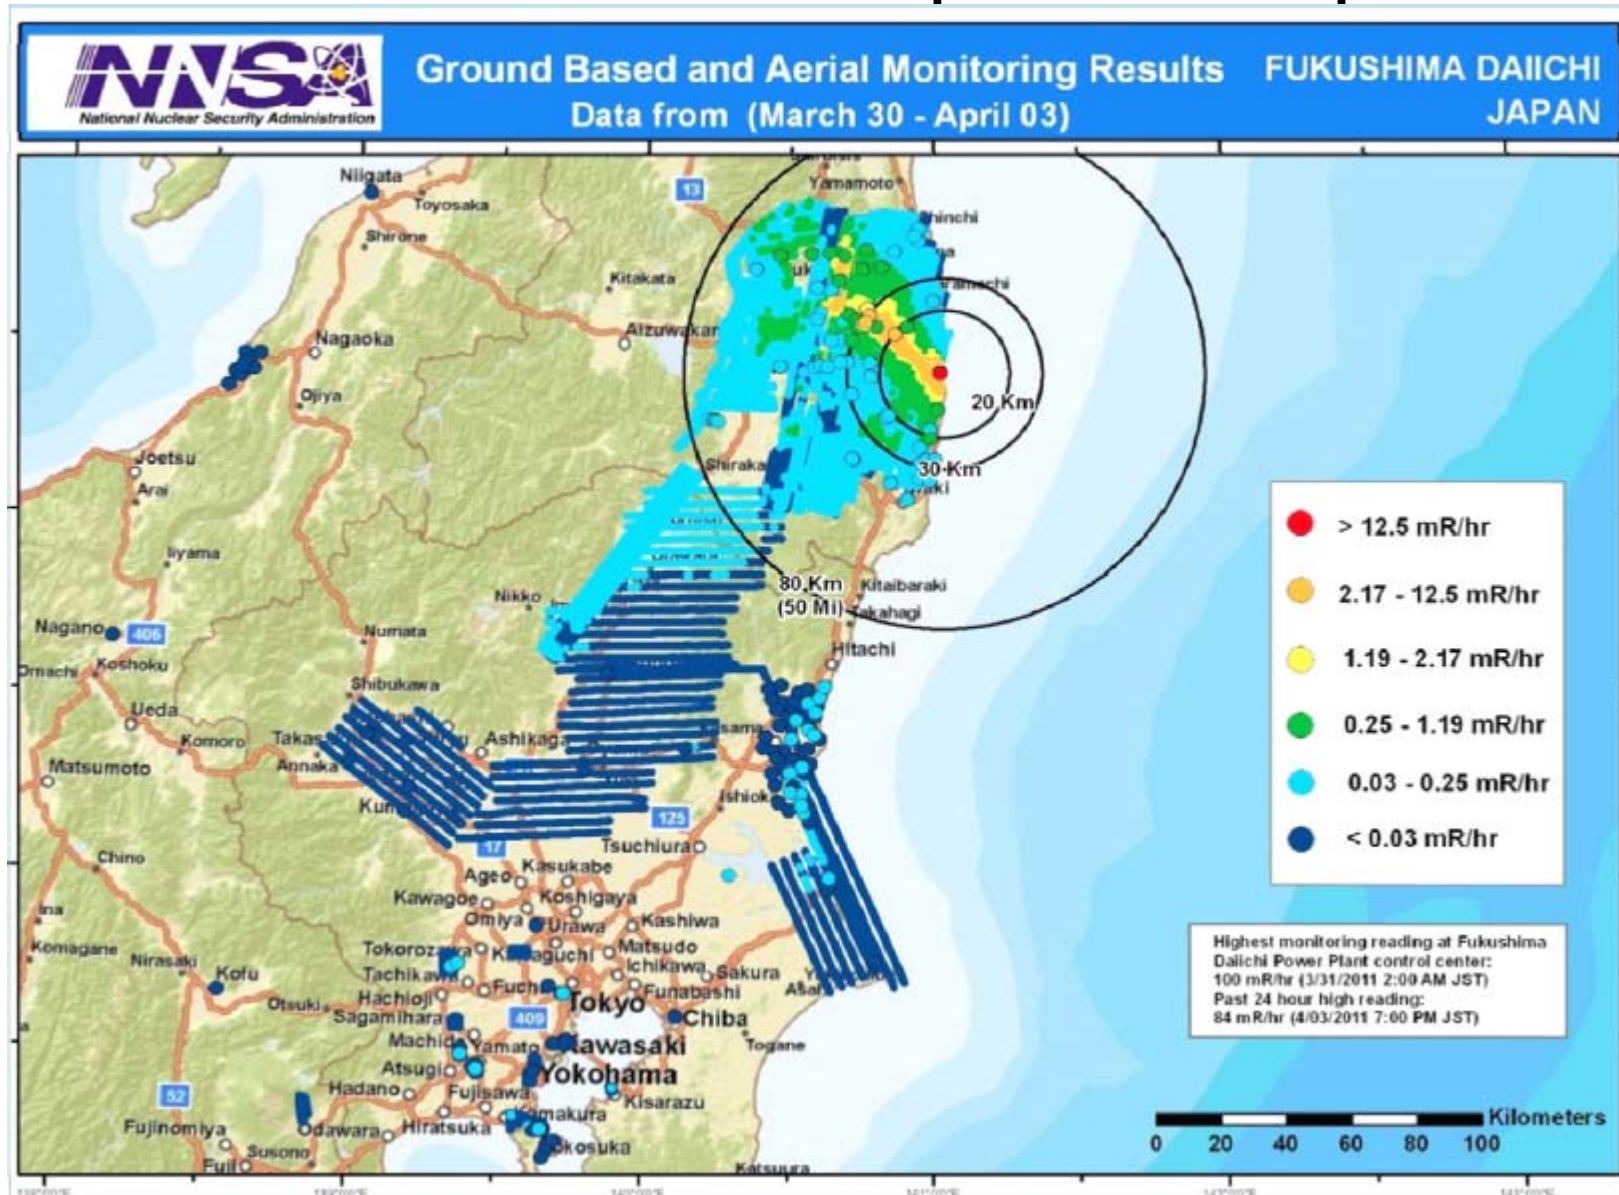 NNSA
National Nuclear Security Administration
Ground Based and Aerial Monitoring Results
Data from (March 30 - April 03)
FUKUSHIMA DAIICHI
JAPAN
Niigata
Toyosaka
Shirone
13
Yamamoto
Shinchi
Kitakata
Aizuwakar
Nagaoka
Ojiya
20 Km
30 Km
Joetsu
Arai
Shiraka
Iiyama
80 Km
(50 Mi)
Kitaibaraki
Takahagi
Nikko
Nagano
406
Numata
Hitachi
Omachi
Koshoku
Shibukawa
Ueda
Komoro
Takas
Ashikaga
Annaka
Matsumoto
Ishiok
125
17
Tsuchiura
Chino
Kasukabe
Ageo
Kawagoe
Koshigaya
Ina
Omiya
Urawa
Kashiwa
Komagane
Nirasaki
Tokorozawa
Kawaguchi
Matsudo
Kofu
Tachikawa
Ichikawa
Sakura
Otsuki
Hachioji
Fuchu
Funabashi
Tokyo
Sagamihara
409
Chiba
Machida
Yamato
Kawasaki
Togane
Atsugi
Yokohama
Hadano
Fujisawa
Kisarazu
52
Kamakura
Fujinomiya
Odawara
Hiratsuka
Susono
Fuji
Yokosuka
Katsuura
> 12.5 mR/hr
2.17 - 12.5 mR/hr
1.19 - 2.17 mR/hr
0.25 - 1.19 mR/hr
0.03 - 0.25 mR/hr
< 0.03 mR/hr
Highest monitoring reading at Fukushima
Daiichi Power Plant control center:
100 mR/hr (3/31/2011 2:00 AM JST)
Past 24 hour high reading:
84 mR/hr (4/03/2011 7:00 PM JST)
Kilometers
0 20 40 60 80 100